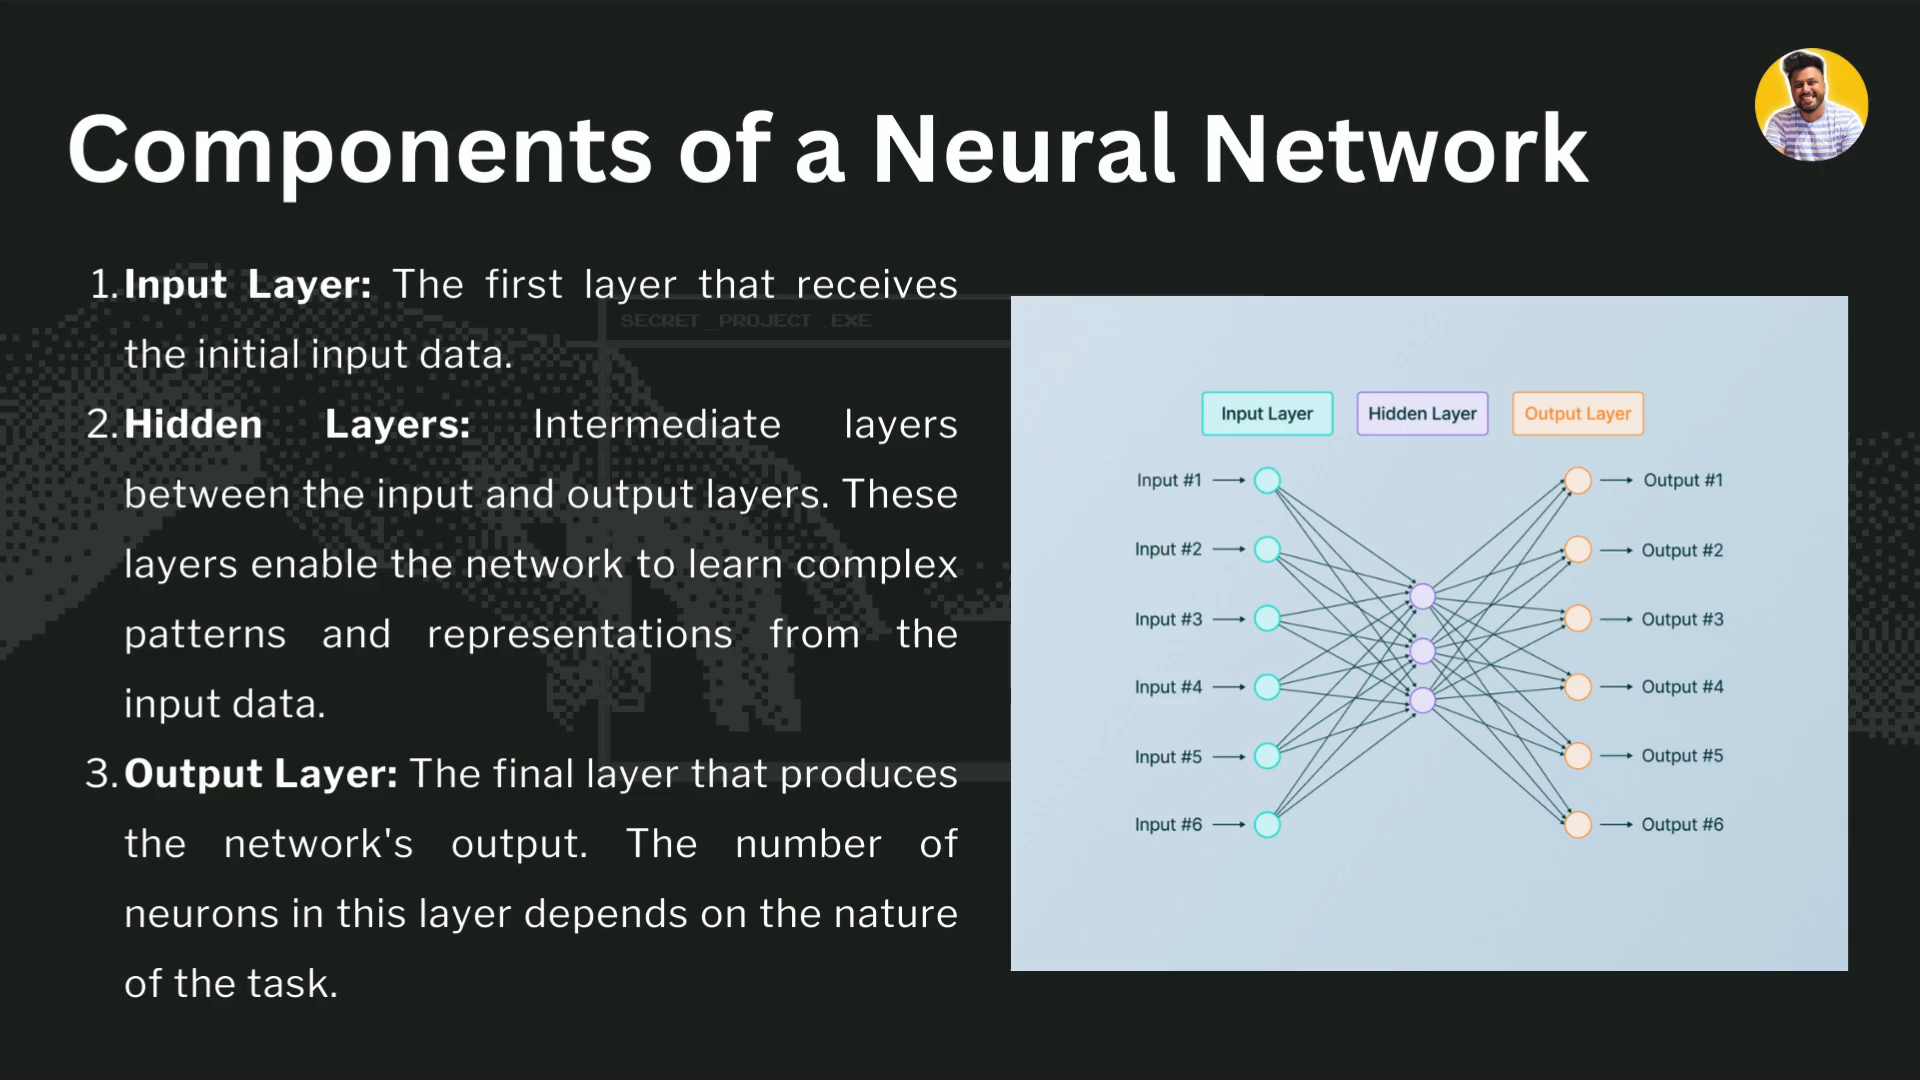 Components of a Neural Network
1. Input Layer: The first layer that receives
the initial input data.
2. Hidden Layers: Intermediate layers
between the input and output layers. These
layers enable the network to learn complex
patterns and representations from the
input data.
3. Output Layer: The final layer that produces
the network's output. The number of
neurons in this layer depends on the nature
of the task.
SECRET_PROJECT_EXE
Input Layer Hidden Layer Output Layer
Input #1 Output #1
Input #2 Output #2
Input #3 Output #3
Input #4 Output #4
Input #5 Output #5
Input #6 Output #6